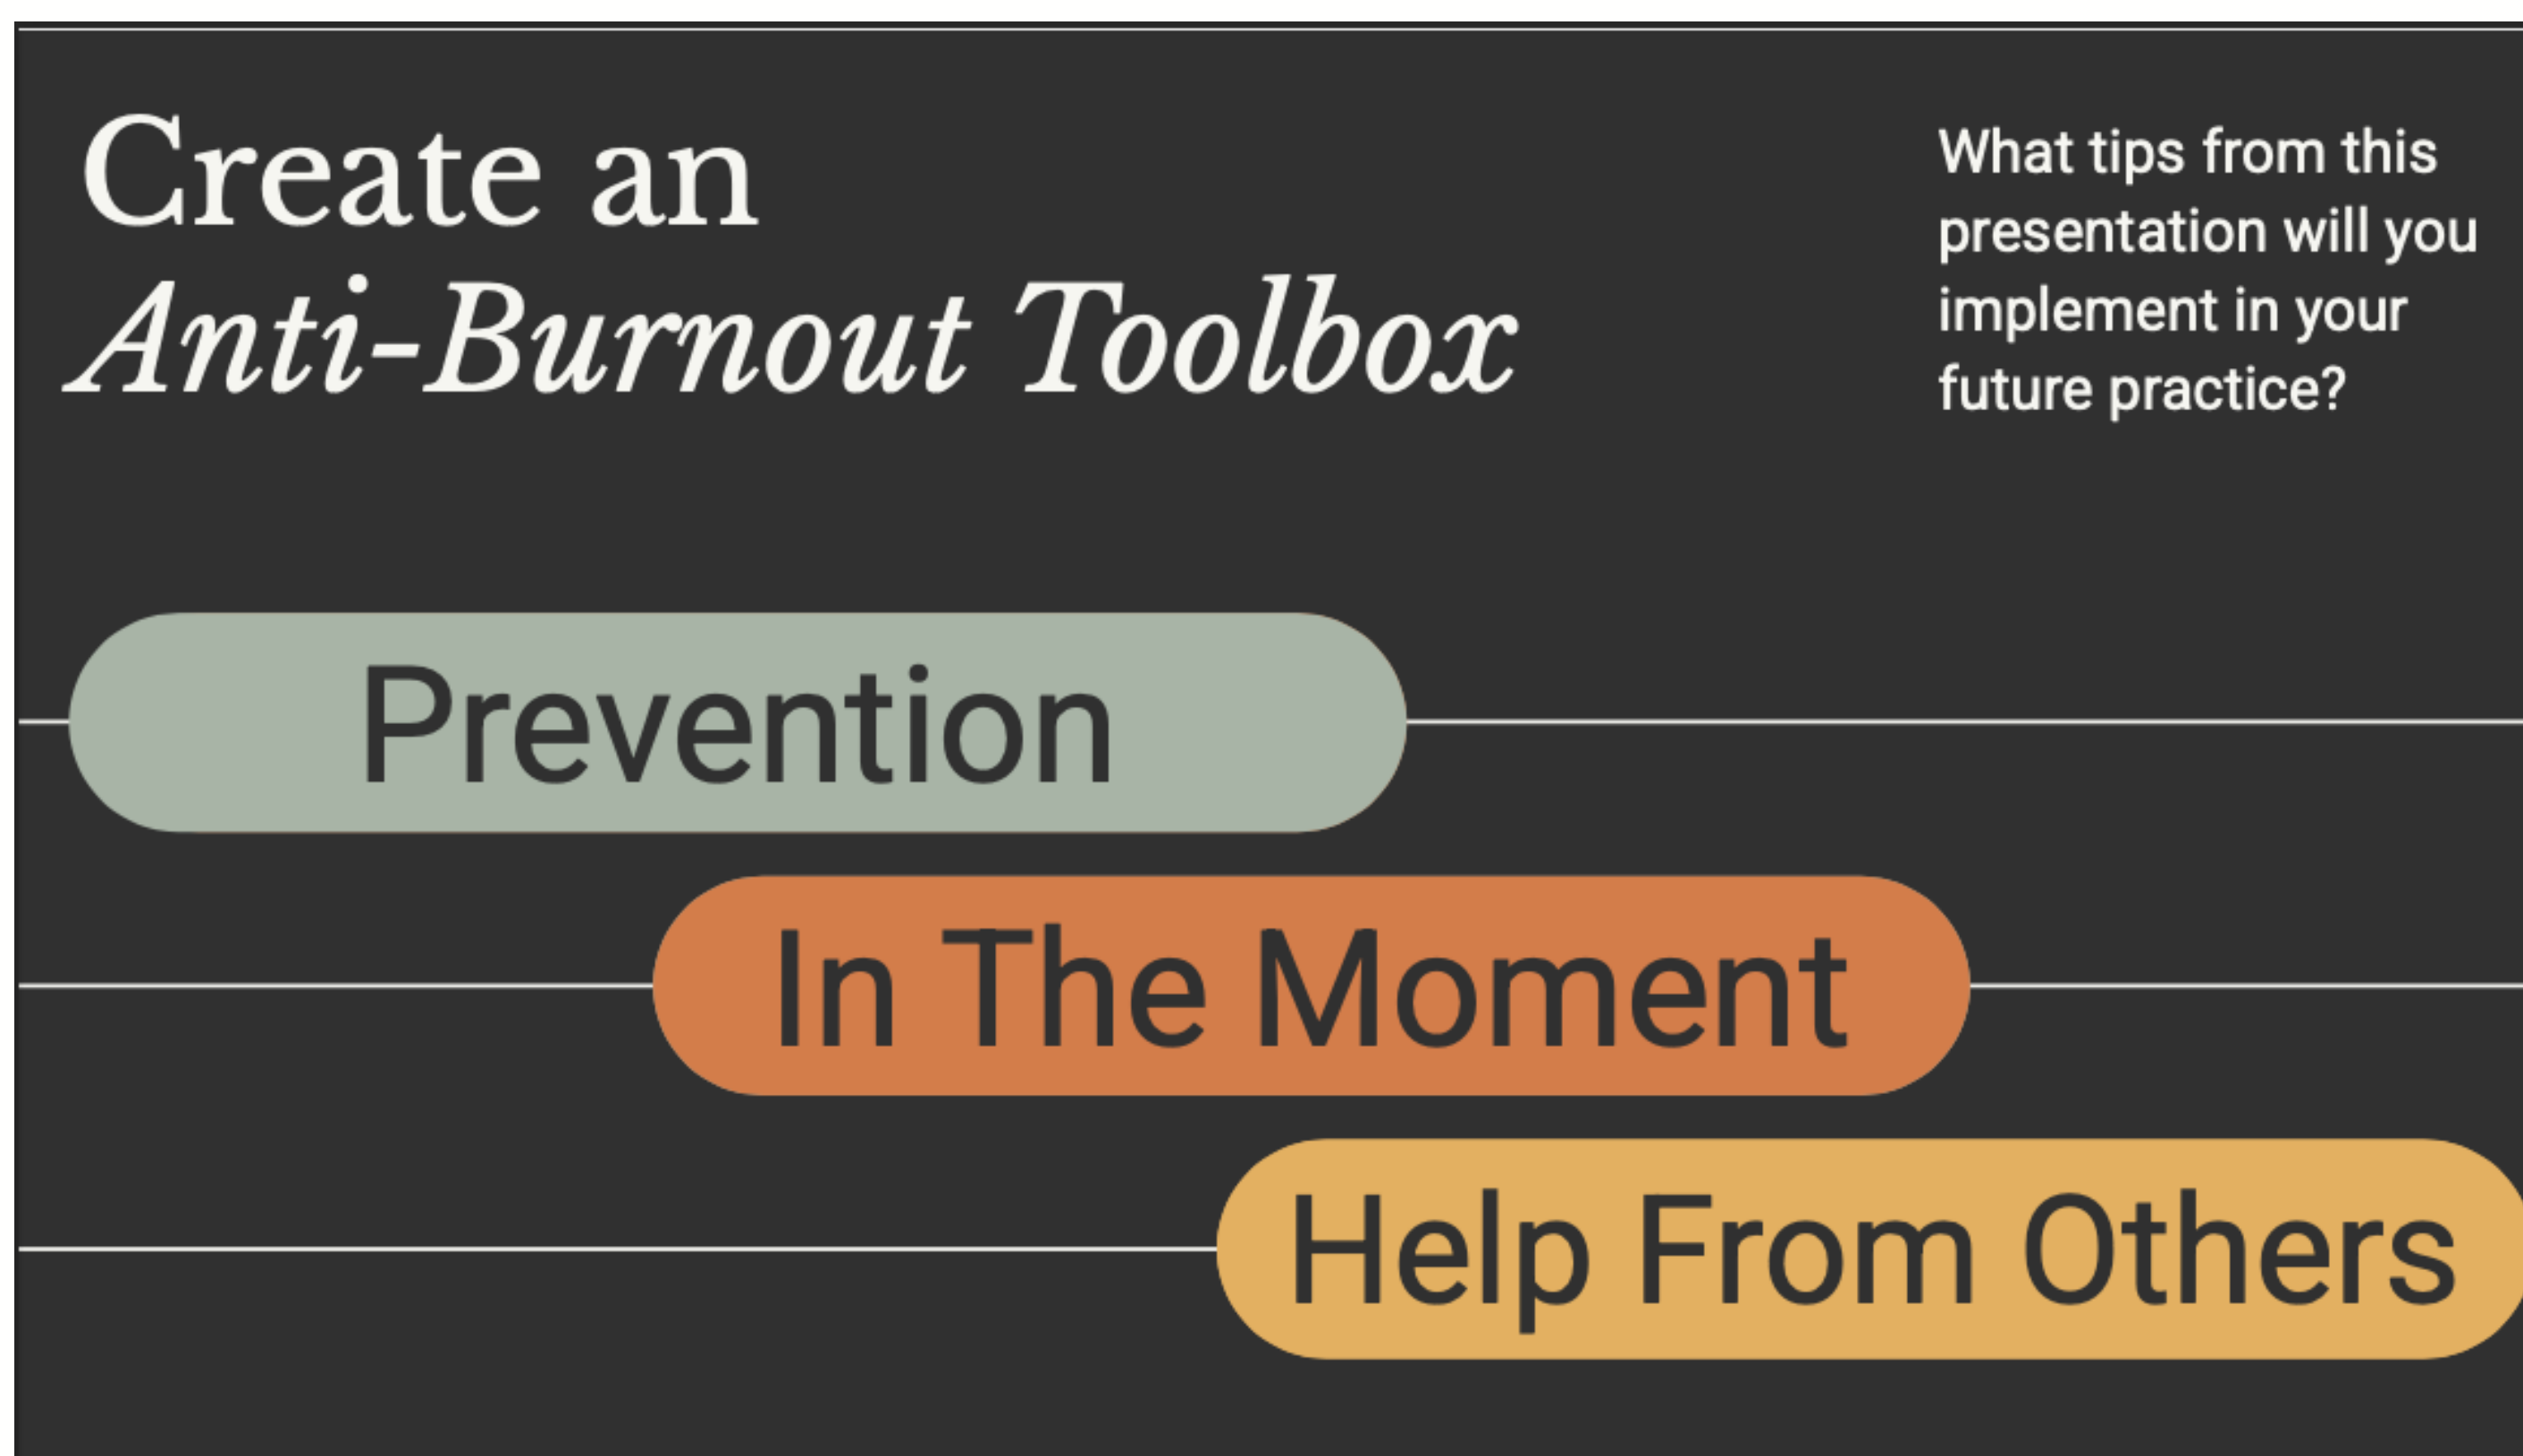 Create an
Anti-Burnout Toolbox
What tips from this
presentation will you
implement in your
future practice?
Prevention
In The Moment
Help From Others